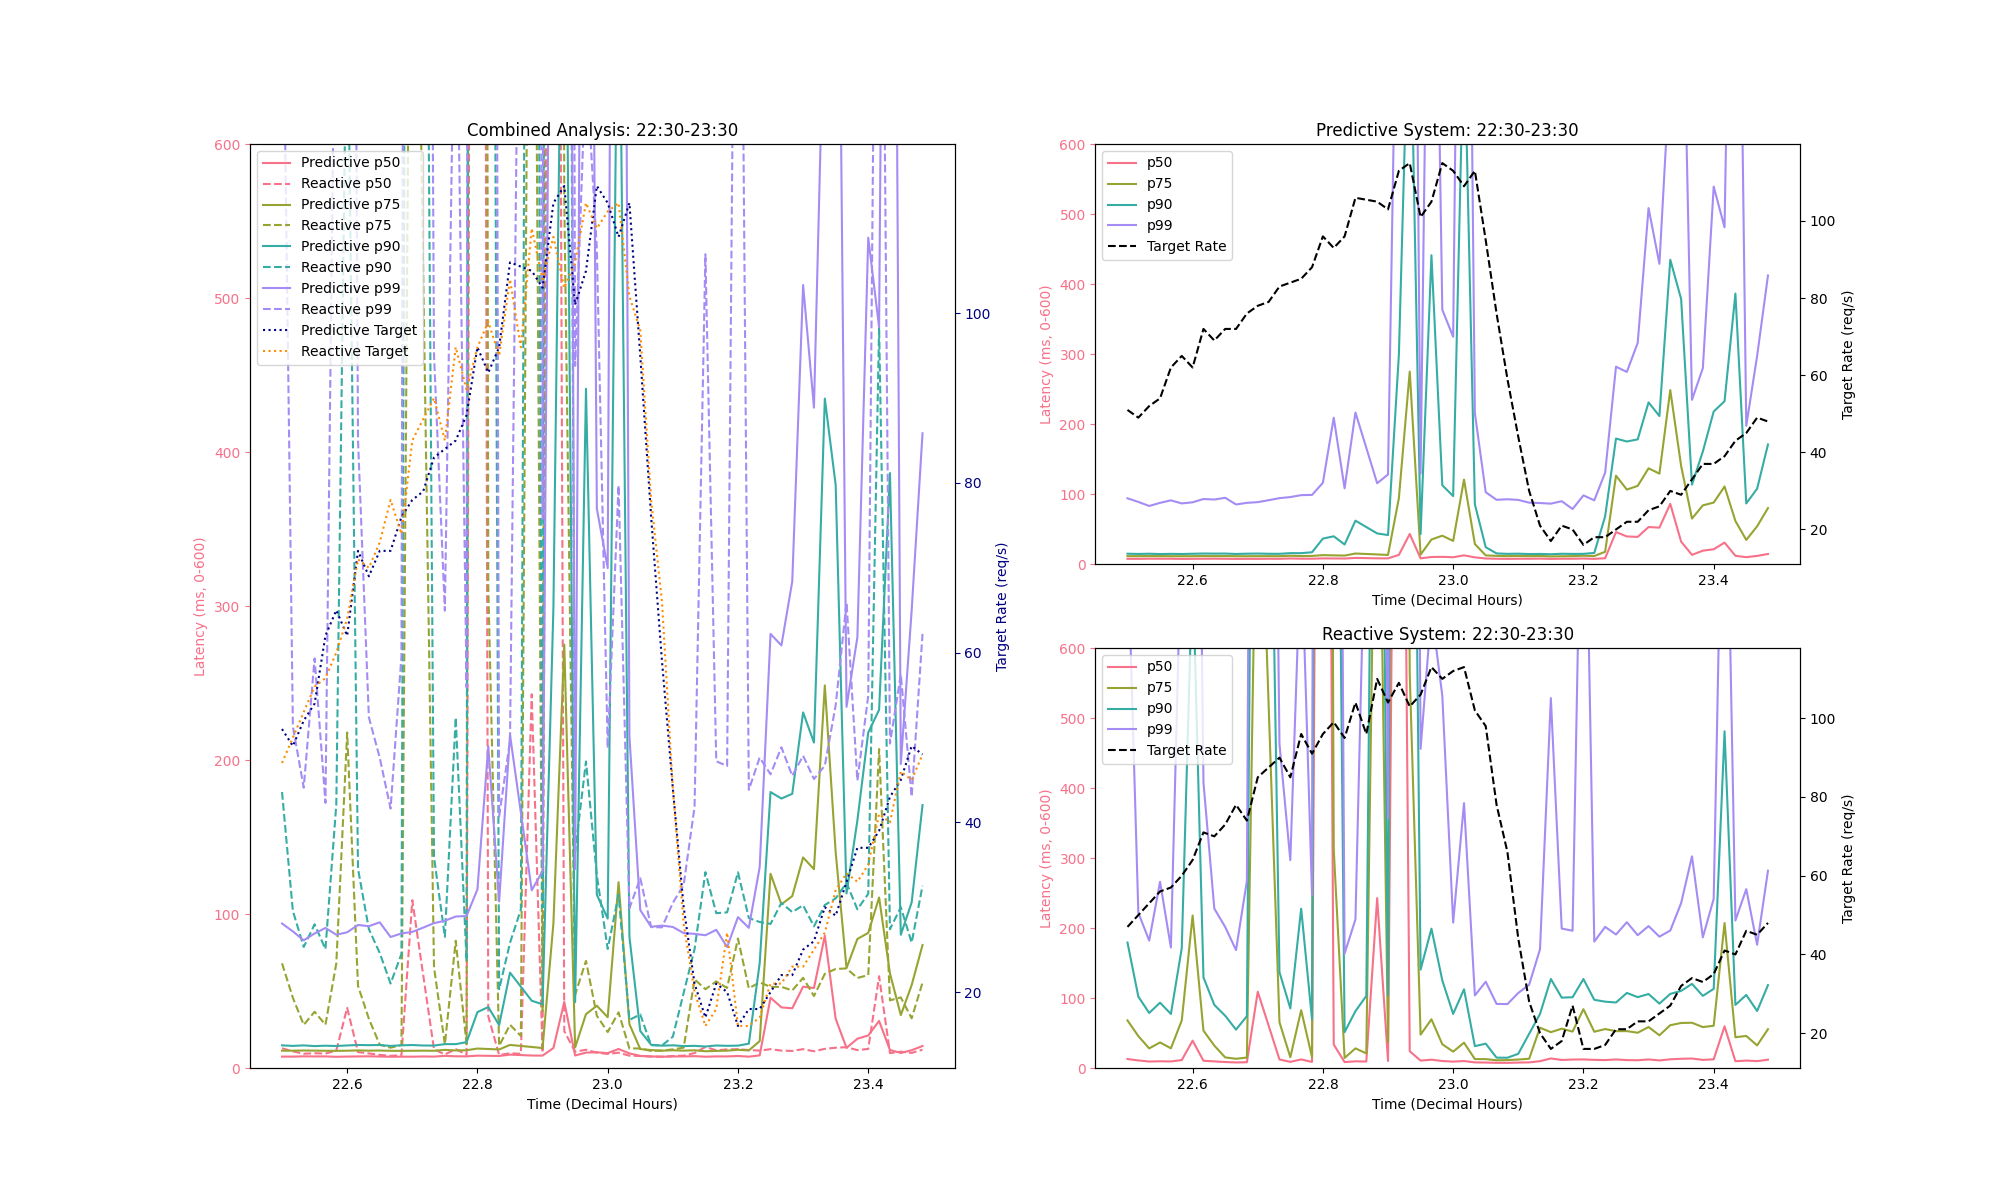 Combined Analysis: 22:30-23:30
Latency (ms, 0-600)
600
500
400
300
200
100
0
Predictive p50
Reactive p50
Predictive p75
Reactive p75
Predictive p90
Reactive p90
Predictive p99
Reactive p99
Predictive Target
Reactive Target
100
80
60
40
20
Target Rate (req/s)
22.6 22.8 23.0 23.2 23.4
Time (Decimal Hours)
Predictive System: 22:30-23:30
Latency (ms, 0-600)
600
500
400
300
200
100
0
p50
p75
p90
p99
Target Rate
100
80
60
40
20
Target Rate (req/s)
22.6 22.8 23.0 23.2 23.4
Time (Decimal Hours)
Reactive System: 22:30-23:30
Latency (ms, 0-600)
600
500
400
300
200
100
0
p50
p75
p90
p99
Target Rate
100
80
60
40
20
Target Rate (req/s)
22.6 22.8 23.0 23.2 23.4
Time (Decimal Hours)